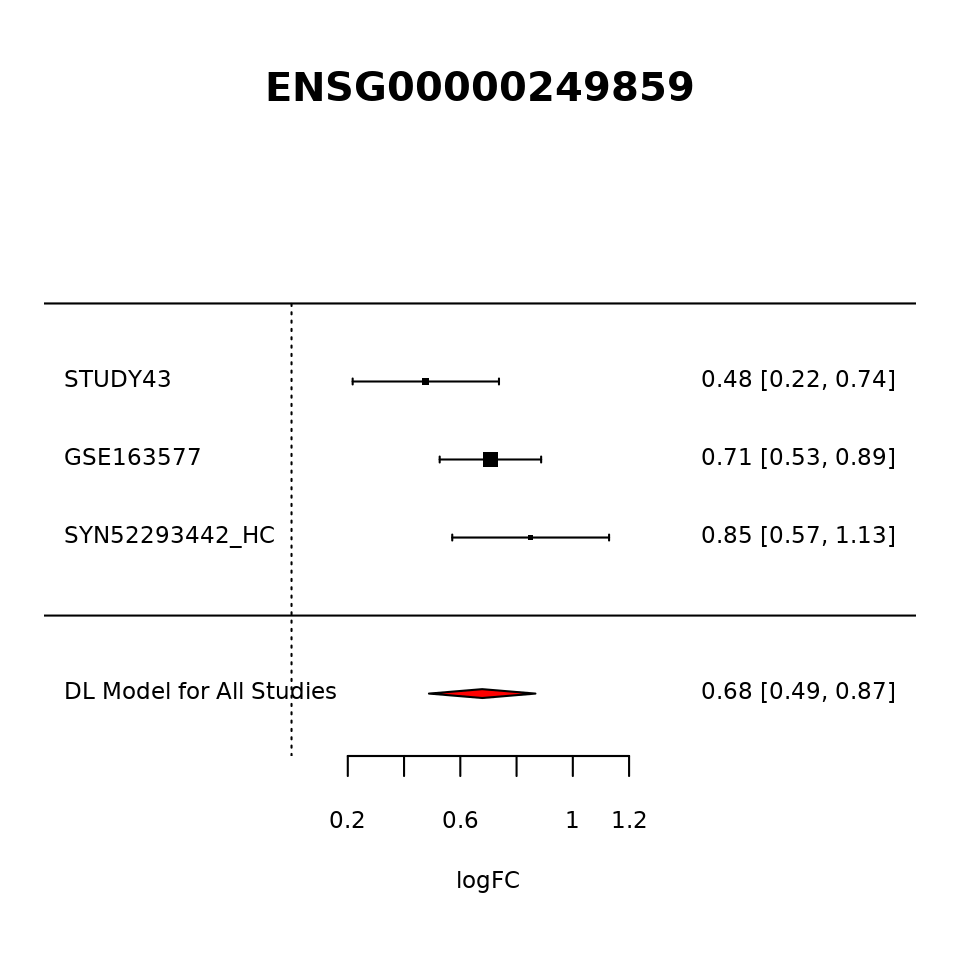 ENSG00000249859
STUDY43 0.48 [0.22, 0.74]
GSE163577 0.71 [0.53, 0.89]
SYN52293442_HC 0.85 [0.57, 1.13]
DL Model for All Studies 0.68 [0.49, 0.87]
0.2 0.6 1 1.2
logFC